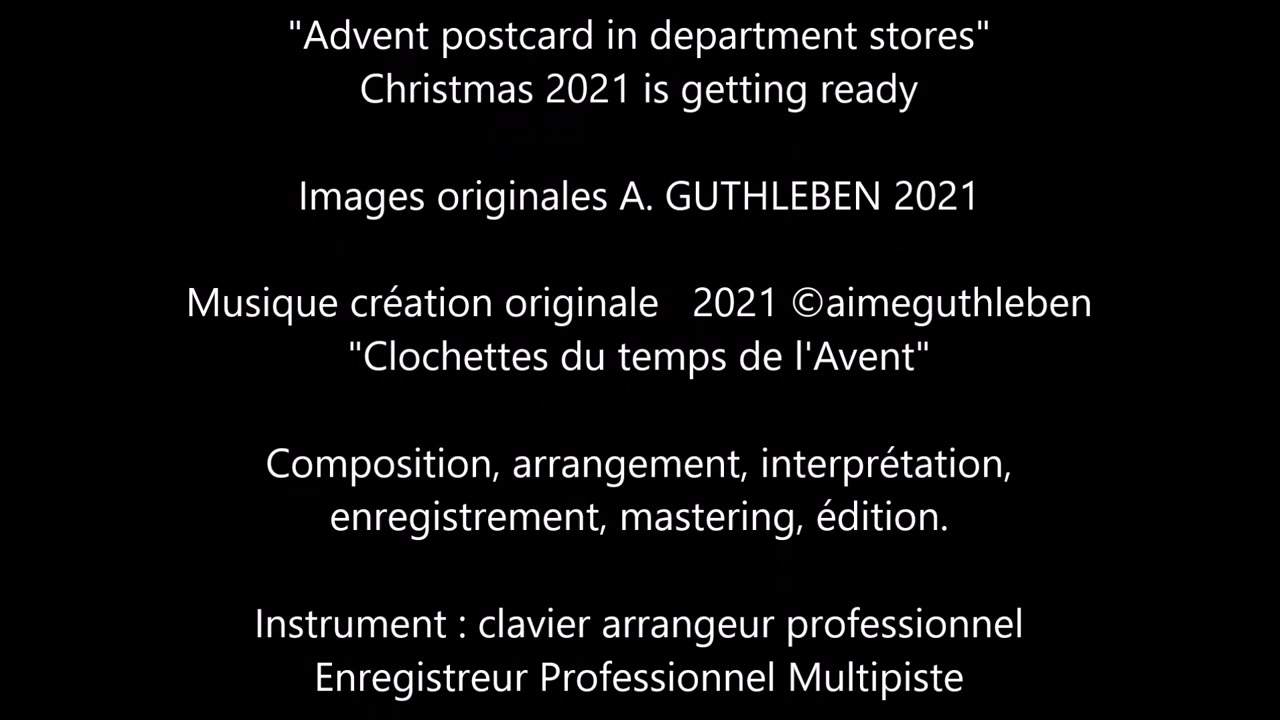 "Advent postcard in department stores"
Christmas 2021 is getting ready
Images originales A. GUTHLEBEN 2021
Musique création originale   2021 ©aimeguthleben
"Clochettes du temps de l'Avent"
Composition, arrangement, interprétation,
enregistrement, mastering, édition.
Instrument : clavier arrangeur professionnel
Enregistreur Professionnel Multipiste